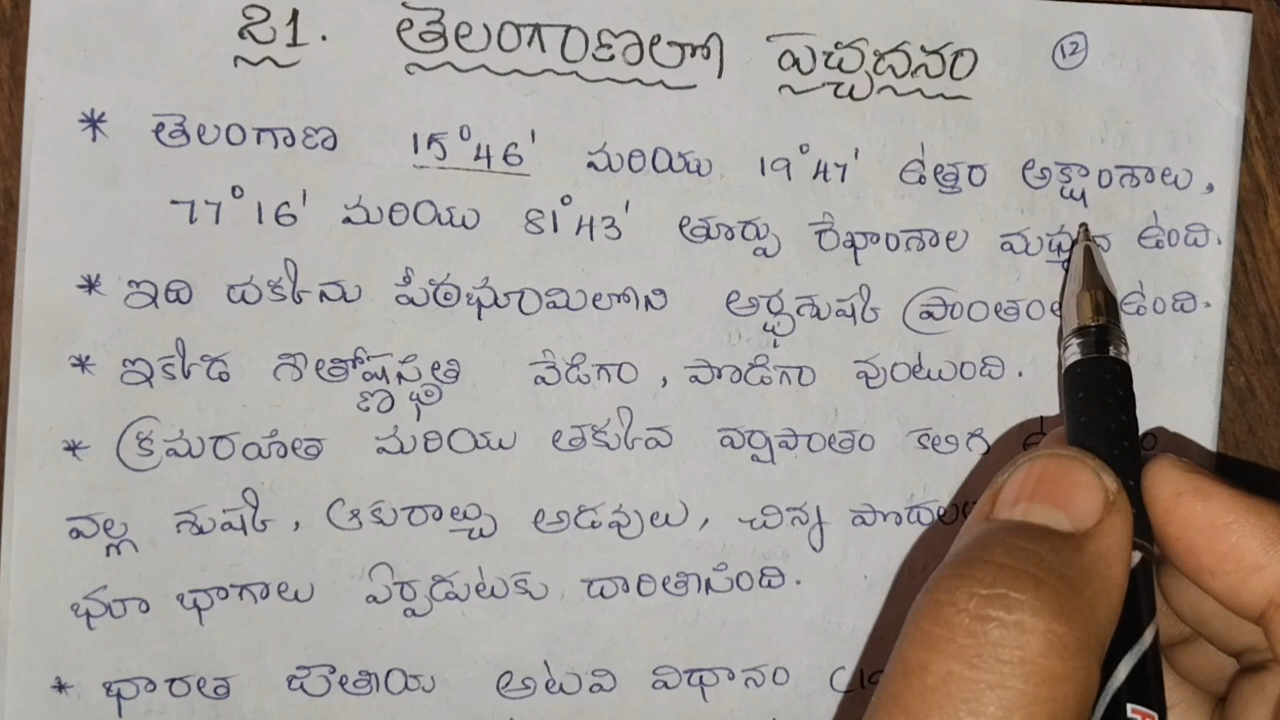 21. తెలంగాణలో పచ్చదనం 12
* తెలంగాణ 15°46' మరియు 19°47' ఉత్తర అక్షాంశాలు,
77°16' మరియు 81°43' తూర్పు రేఖాంశాల మధ్య ఉంది.
* ఇది దక్కను పీఠభూమిలోని అర్ధశుష్క ఉంది.
* ఇక్కడ శీతోష్ణస్థితి వేడిగా, పొడిగా వుంటుంది.
* క్రమరహిత మరియు తక్కువ వర్షపాతం కలిగి
వల్ల శుష్క, ఆకురాల్చు అడవులు, చిన్న
భూ భాగాలు ఏర్పడుటకు దారితీసింది.
* భారత జాతీయ అటవి విధానం